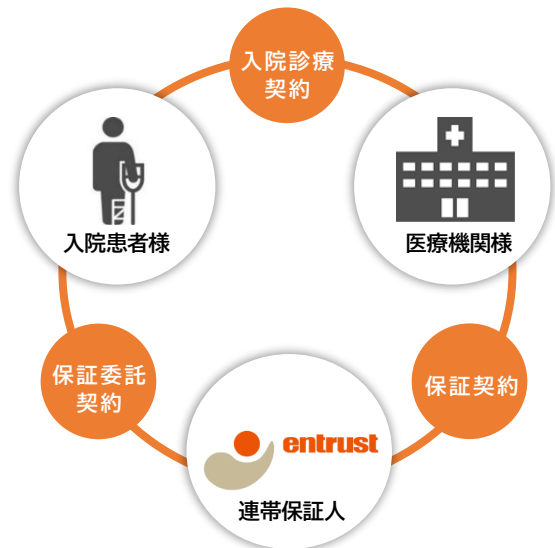 入院診療
契約
入院患者様
医療機関様
保証委託
契約
保証契約
entrust
連帯保証人